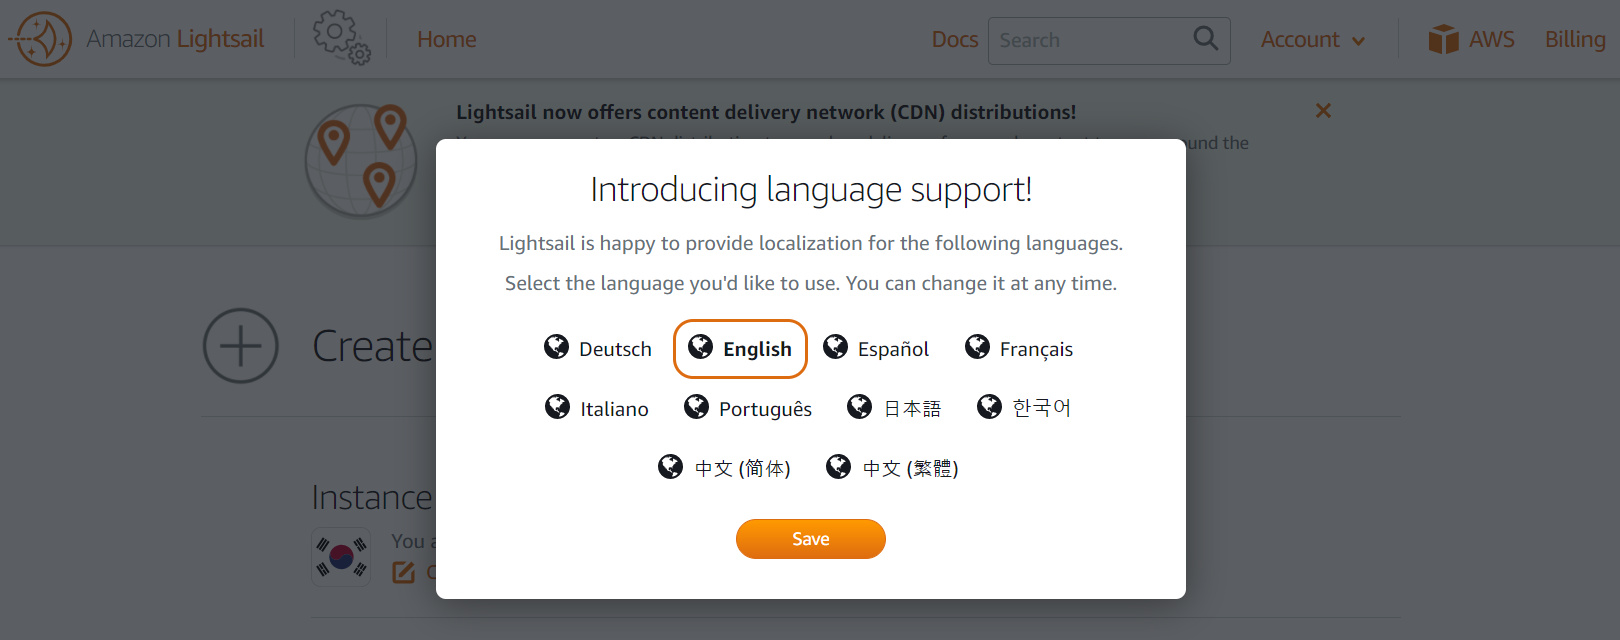 Amazon Lightsail
Home
Docs
Search
Account
AWS
Billing
Lightsail now offers content delivery network (CDN) distributions!
und the
Introducing language support!
Lightsail is happy to provide localization for the following languages.
Select the language you'd like to use. You can change it at any time.
Deutsch English Español Français
Italiano Português 日本語 한국어
中文 (简体) 中文 (繁體)
Save
Create
Instance
You